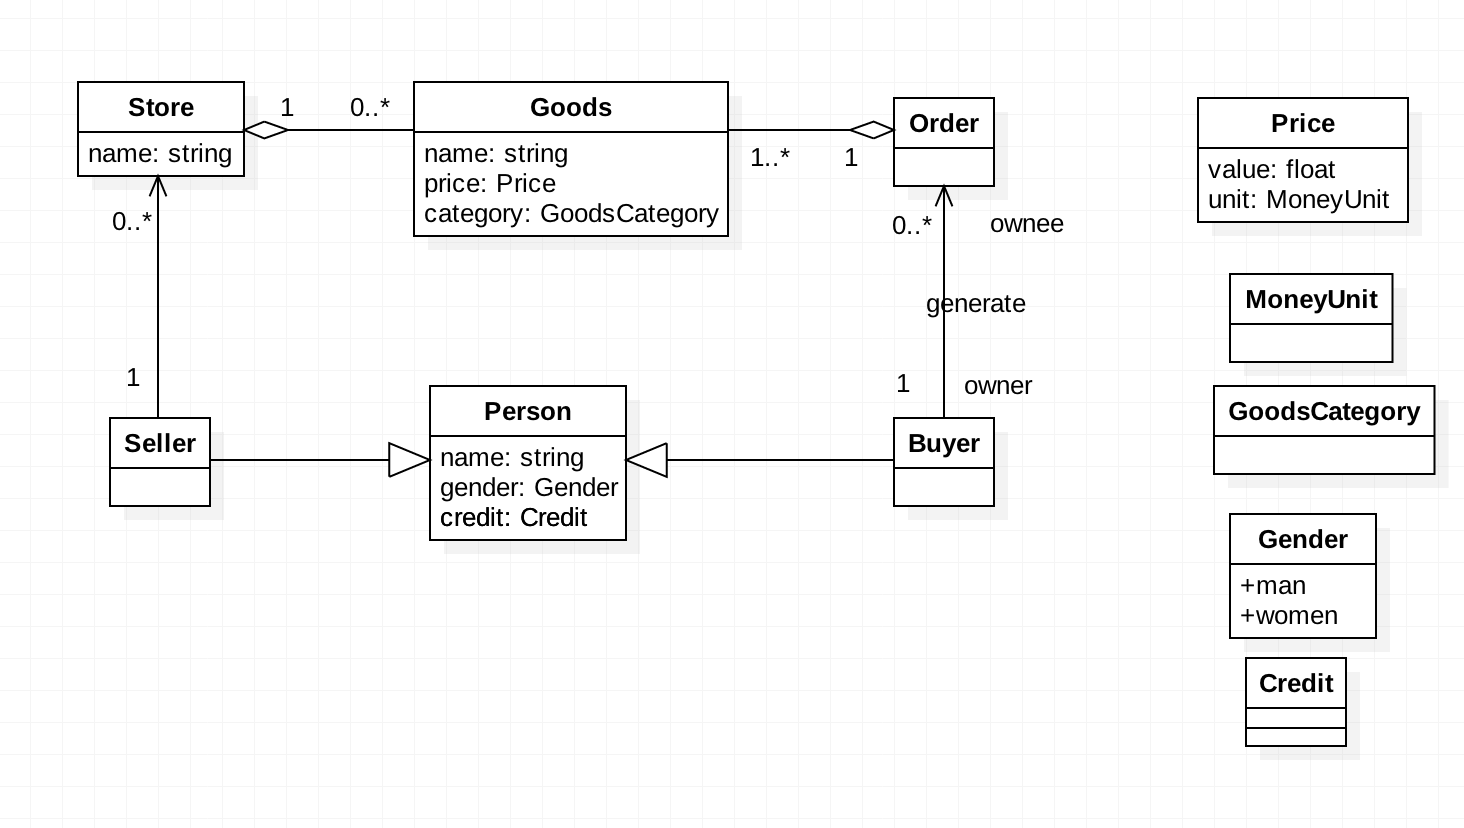 Store
name: string
1
0..*
Goods
name: string
price: Price
category: GoodsCategory
1..*
1
Order
0..*
ownee
generate
1
owner
0..*
1
Seller
Person
name: string
gender: Gender
credit: Credit
Buyer
Price
value: float
unit: MoneyUnit
MoneyUnit
GoodsCategory
Gender
+man
+women
Credit